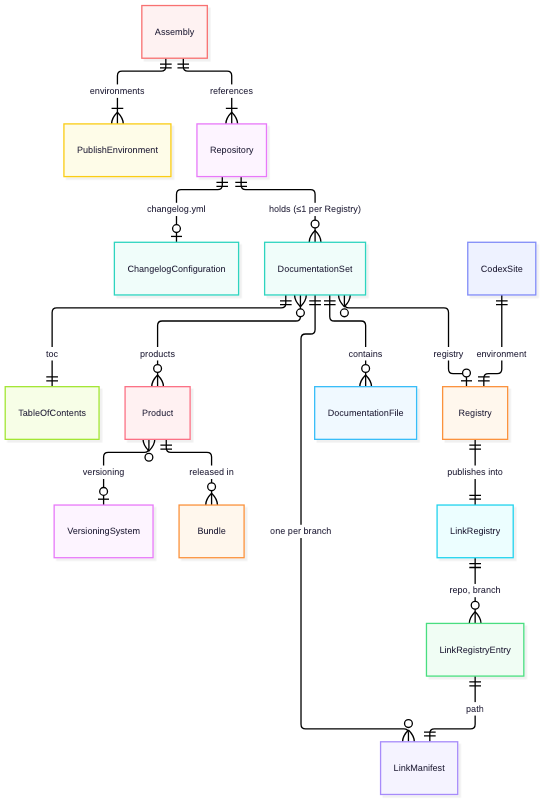 Assembly
environments
references
PublishEnvironment
Repository
changelog.yml
holds (≤1 per Registry)
ChangelogConfiguration
DocumentationSet
CodexSite
toc
products
contains
registry
environment
TableOfContents
Product
DocumentationFile
Registry
versioning
released in
publishes into
VersioningSystem
Bundle
one per branch
LinkRegistry
repo, branch
LinkRegistryEntry
path
LinkManifest